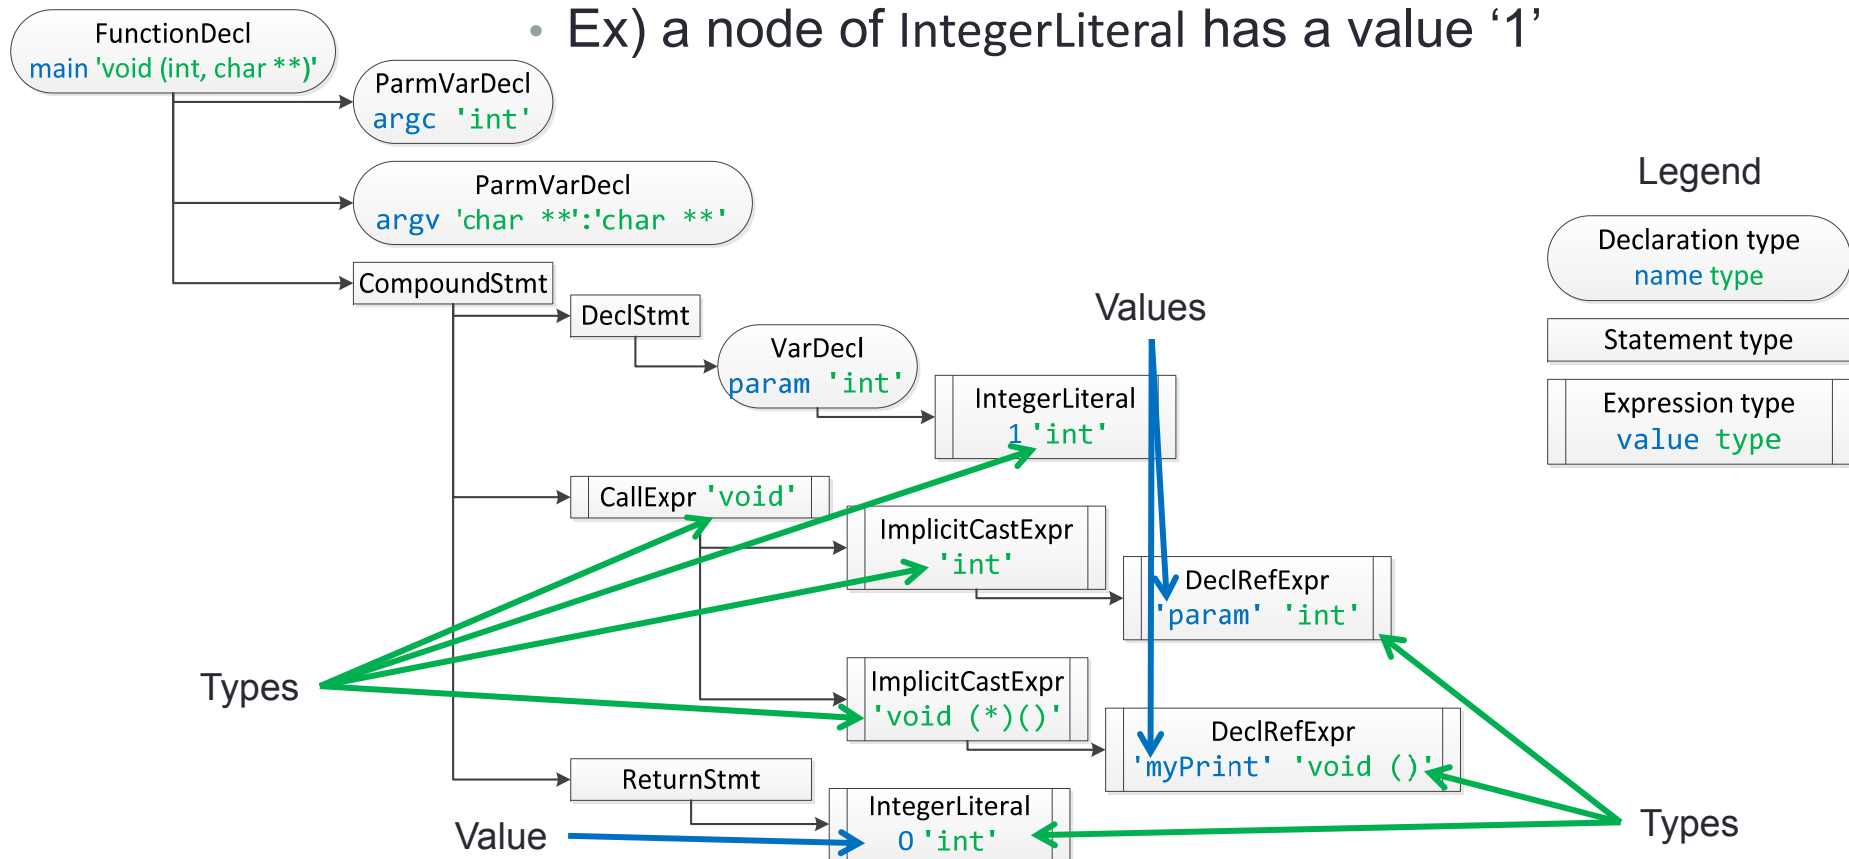 • Ex) a node of IntegerLiteral has a value ‘1’
FunctionDecl
main 'void (int, char **)'
ParmVarDecl
argc 'int'
ParmVarDecl
argv 'char **':'char **'
CompoundStmt
DeclStmt
VarDecl
param 'int'
IntegerLiteral
1 'int'
CallExpr 'void'
ImplicitCastExpr
'int'
DeclRefExpr
'param' 'int'
ImplicitCastExpr
'void (*)()'
DeclRefExpr
'myPrint' 'void ()'
ReturnStmt
IntegerLiteral
0 'int'
Values
Types
Value
Types
Legend
Declaration type
name type
Statement type
Expression type
value type